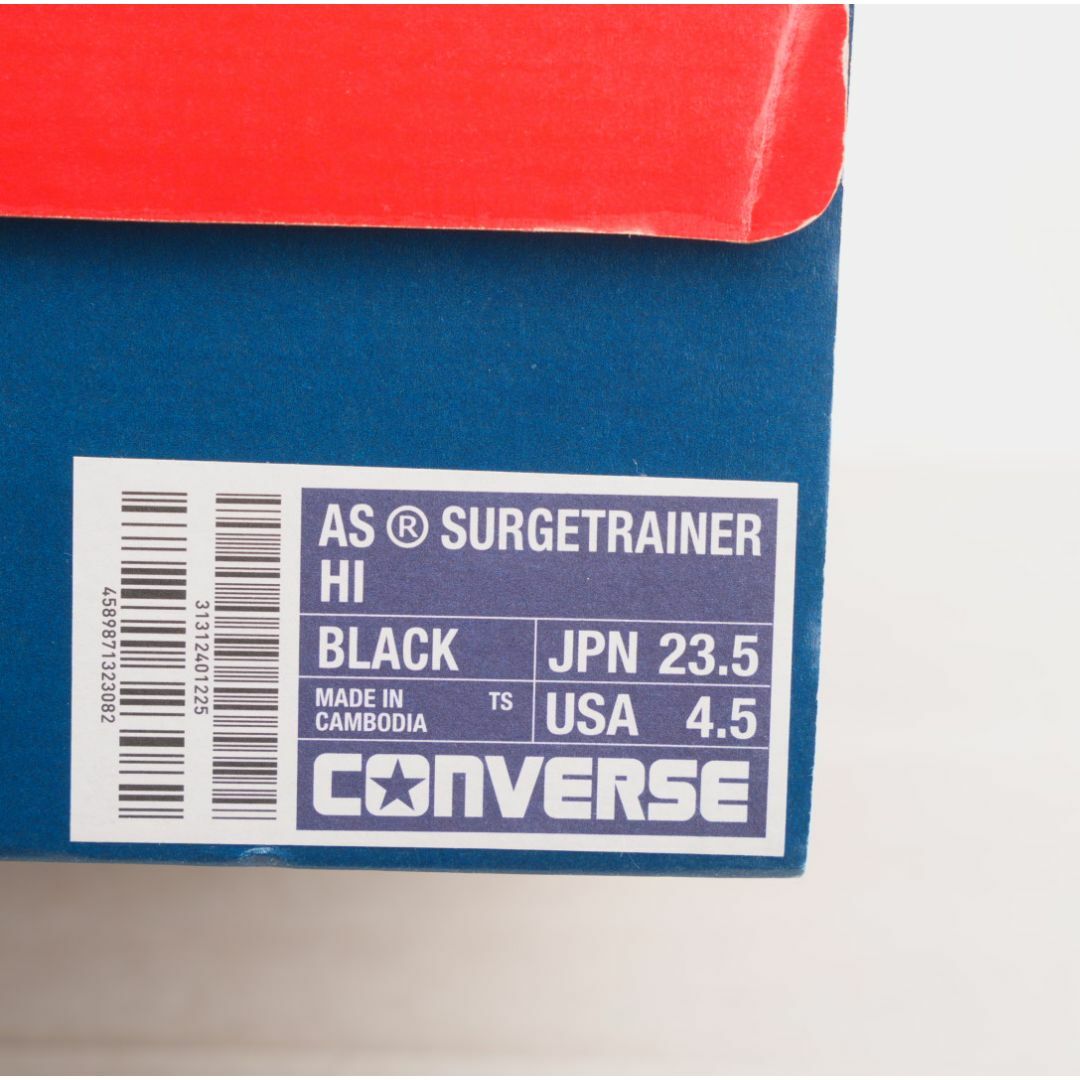 AS ® SURGETRAINER
HI
BLACK
JPN 23.5
MADE IN
CAMBODIA
TS
USA 4.5
CONVERSE
4589871323082
31312401225